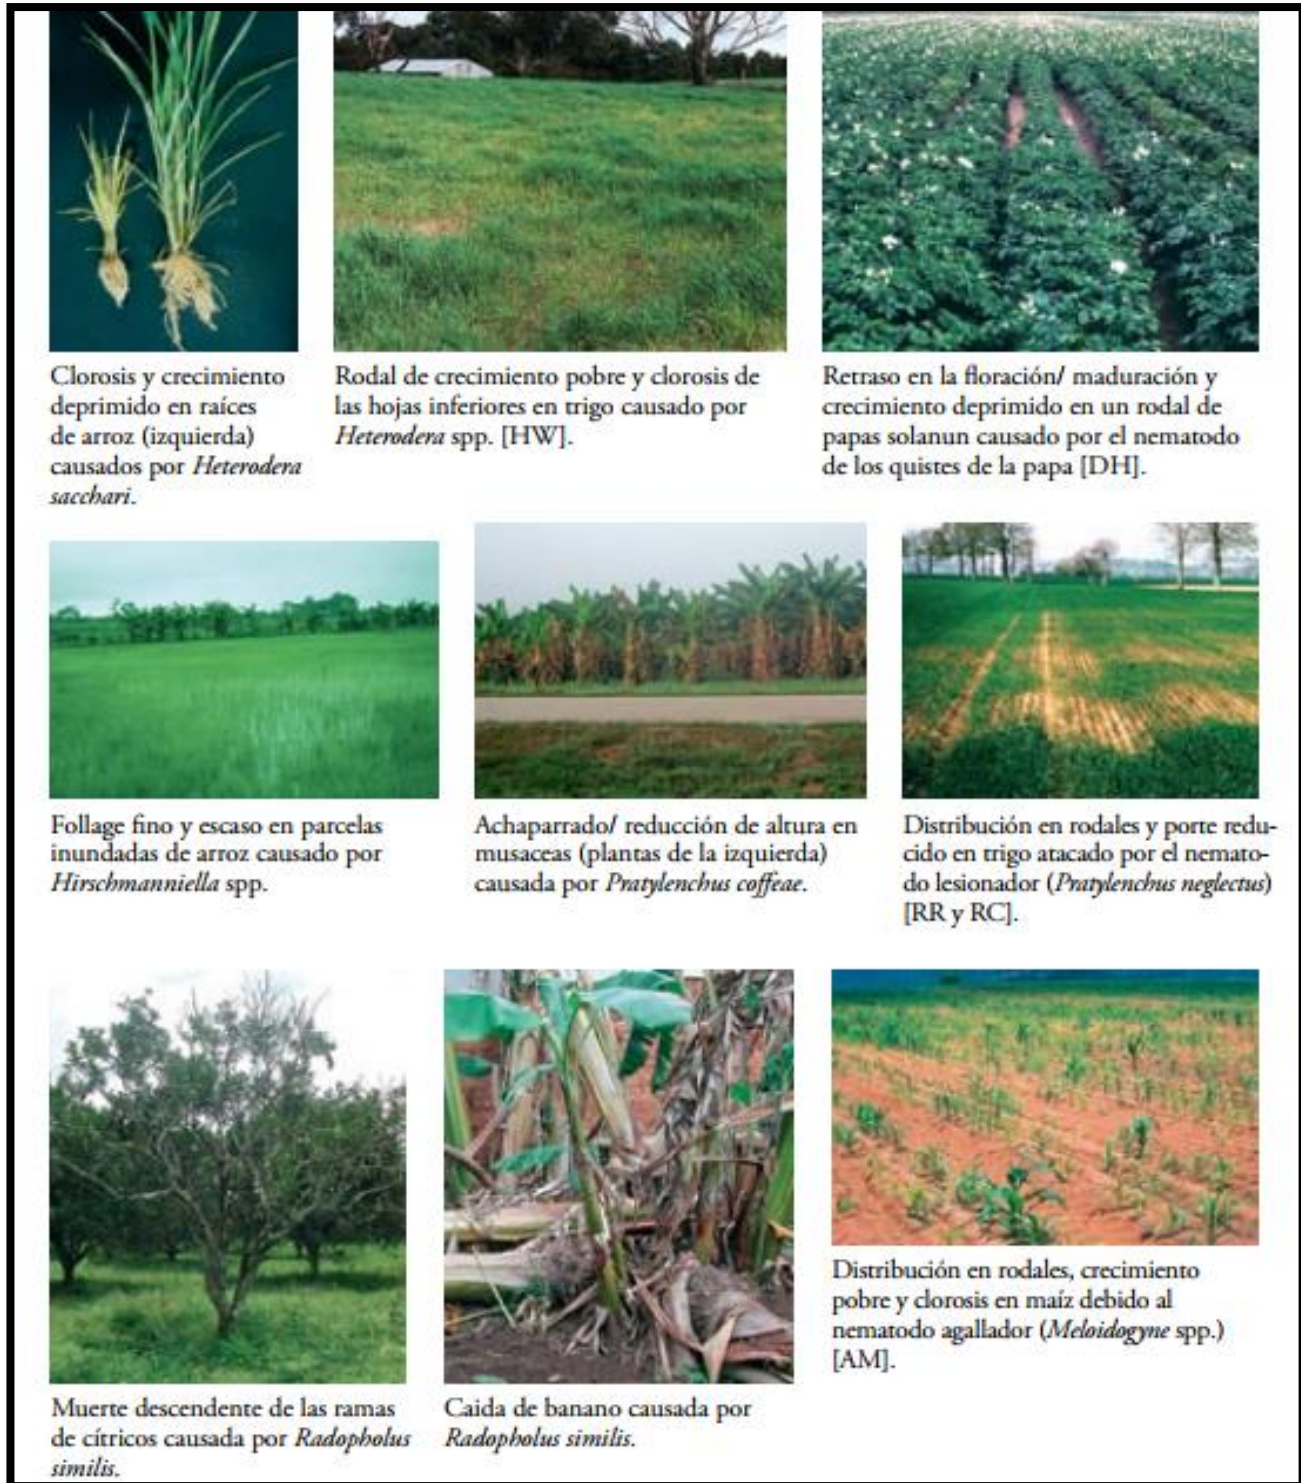 Clorosis y crecimiento
deprimido en raíces
de arroz (izquierda)
causados por Heterodera
sacchari.
Rodal de crecimiento pobre y clorosis de
las hojas inferiores en trigo causado por
Heterodera spp. [HW].
Retraso en la floración/ maduración y
crecimiento deprimido en un rodal de
papas solanun causado por el nematodo
de los quistes de la papa [DH].
Follage fino y escaso en parcelas
inundadas de arroz causado por
Hirschmanniella spp.
Achaparrado/ reducción de altura en
musaceas (plantas de la izquierda)
causada por Pratylenchus coffeae.
Distribución en rodales y porte redu-
cido en trigo atacado por el nemato-
do lesionador (Pratylenchus neglectus)
[RR y RC].
Muerte descendente de las ramas
de cítricos causada por Radopholus
similis.
Caida de banano causada por
Radopholus similis.
Distribución en rodales, crecimiento
pobre y clorosis en maíz debido al
nematodo agallador (Meloidogyne spp.)
[AM].